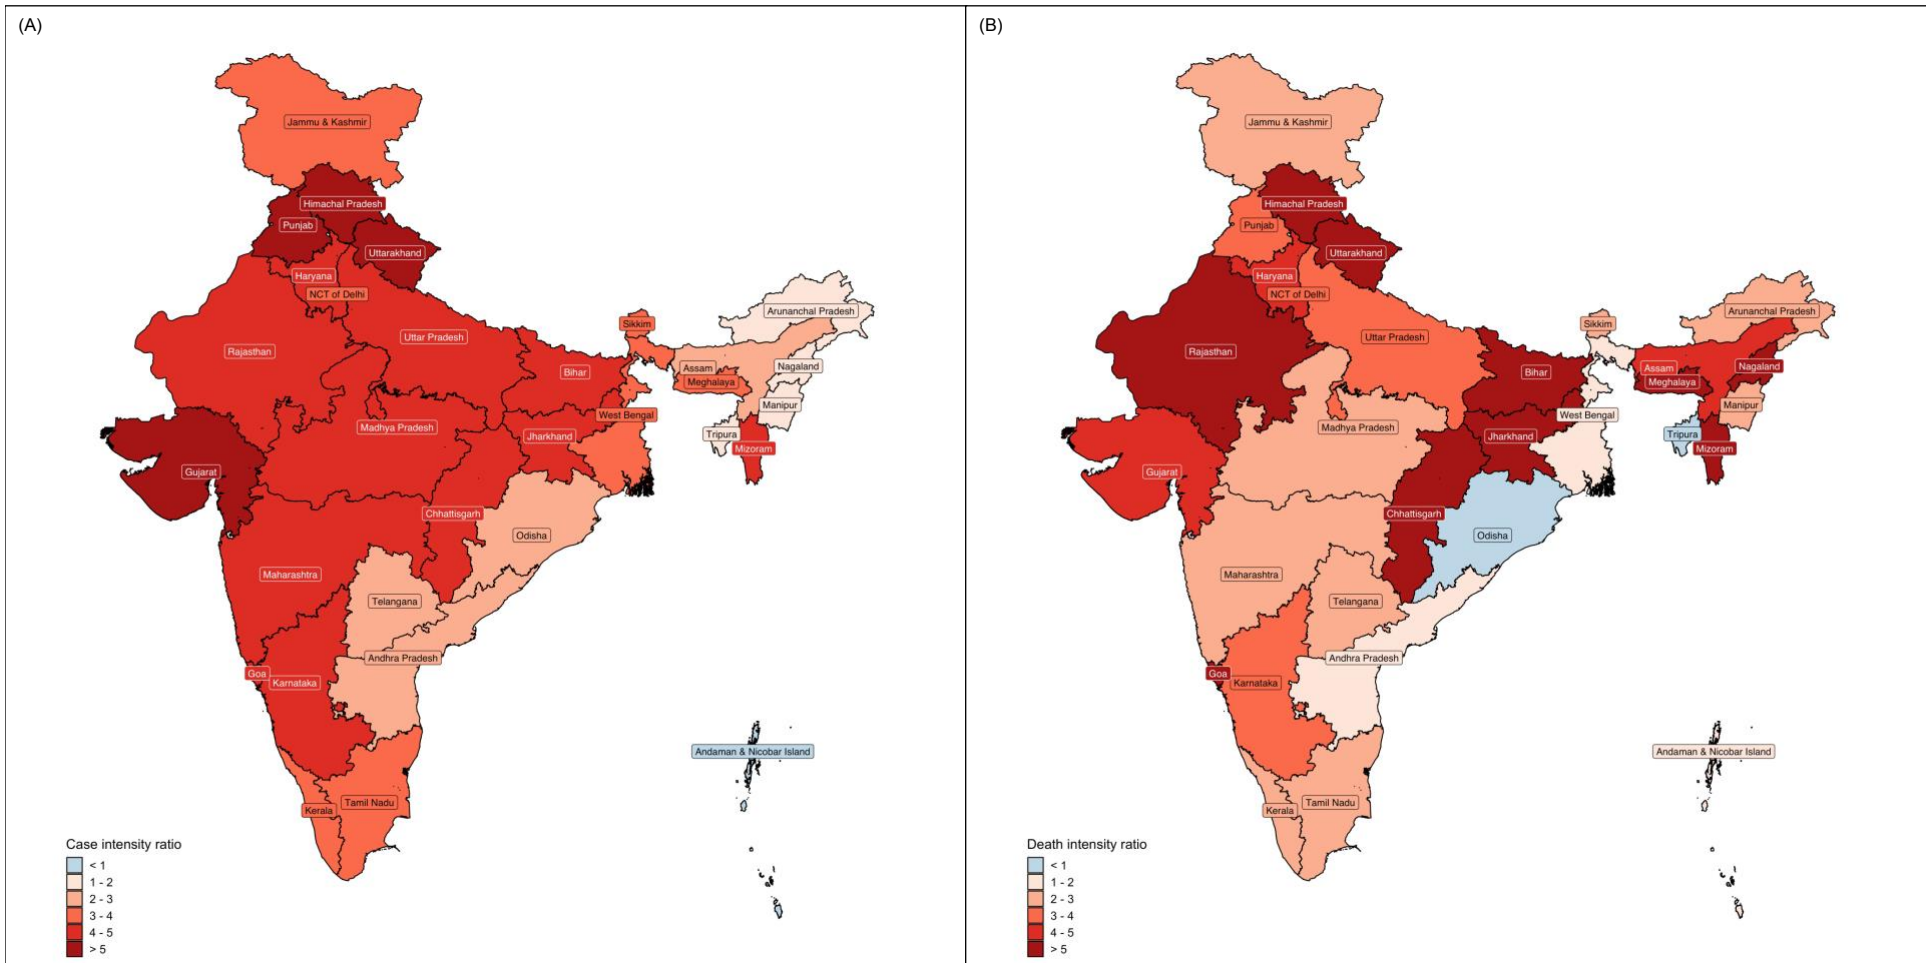 (A)
Jammu & Kashmir
Himachal Pradesh
Punjab
Uttarakhand
Haryana
NCT of Delhi
Arunanchal Pradesh
Sikkim
Uttar Pradesh
Rajasthan
Assam
Nagaland
Bihar
Meghalaya
Manipur
West Bengal
Madhya Pradesh
Tripura
Jharkhand
Mizoram
Gujarat
Chhattisgarh
Odisha
Maharashtra
Telangana
Andhra Pradesh
Goa
Karnataka
Andaman & Nicobar Island
Tamil Nadu
Kerala
Case intensity ratio
< 1
1 - 2
2 - 3
3 - 4
4 - 5
> 5
(B)
Jammu & Kashmir
Himachal Pradesh
Punjab
Uttarakhand
Haryana
NCT of Delhi
Arunanchal Pradesh
Sikkim
Uttar Pradesh
Rajasthan
Assam
Nagaland
Bihar
Meghalaya
Manipur
West Bengal
Madhya Pradesh
Tripura
Jharkhand
Mizoram
Gujarat
Chhattisgarh
Odisha
Maharashtra
Telangana
Andhra Pradesh
Goa
Karnataka
Andaman & Nicobar Island
Tamil Nadu
Kerala
Death intensity ratio
< 1
1 - 2
2 - 3
3 - 4
4 - 5
> 5